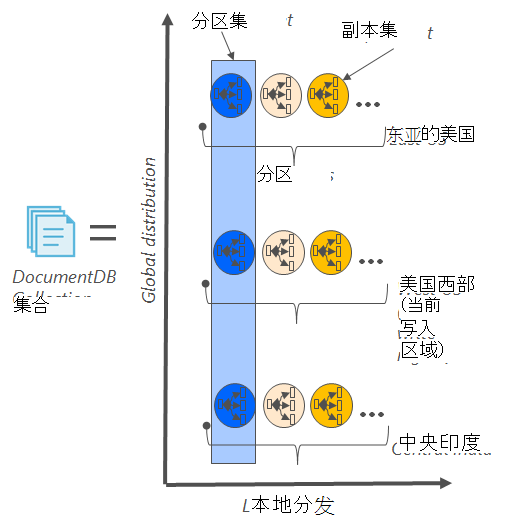 分区集
t
副本集
t
东亚的美国
分区
s
Global distribution
DocumentDB
集合
=
美国西部
(当前
写入
区域)
中央印度
L本地分发